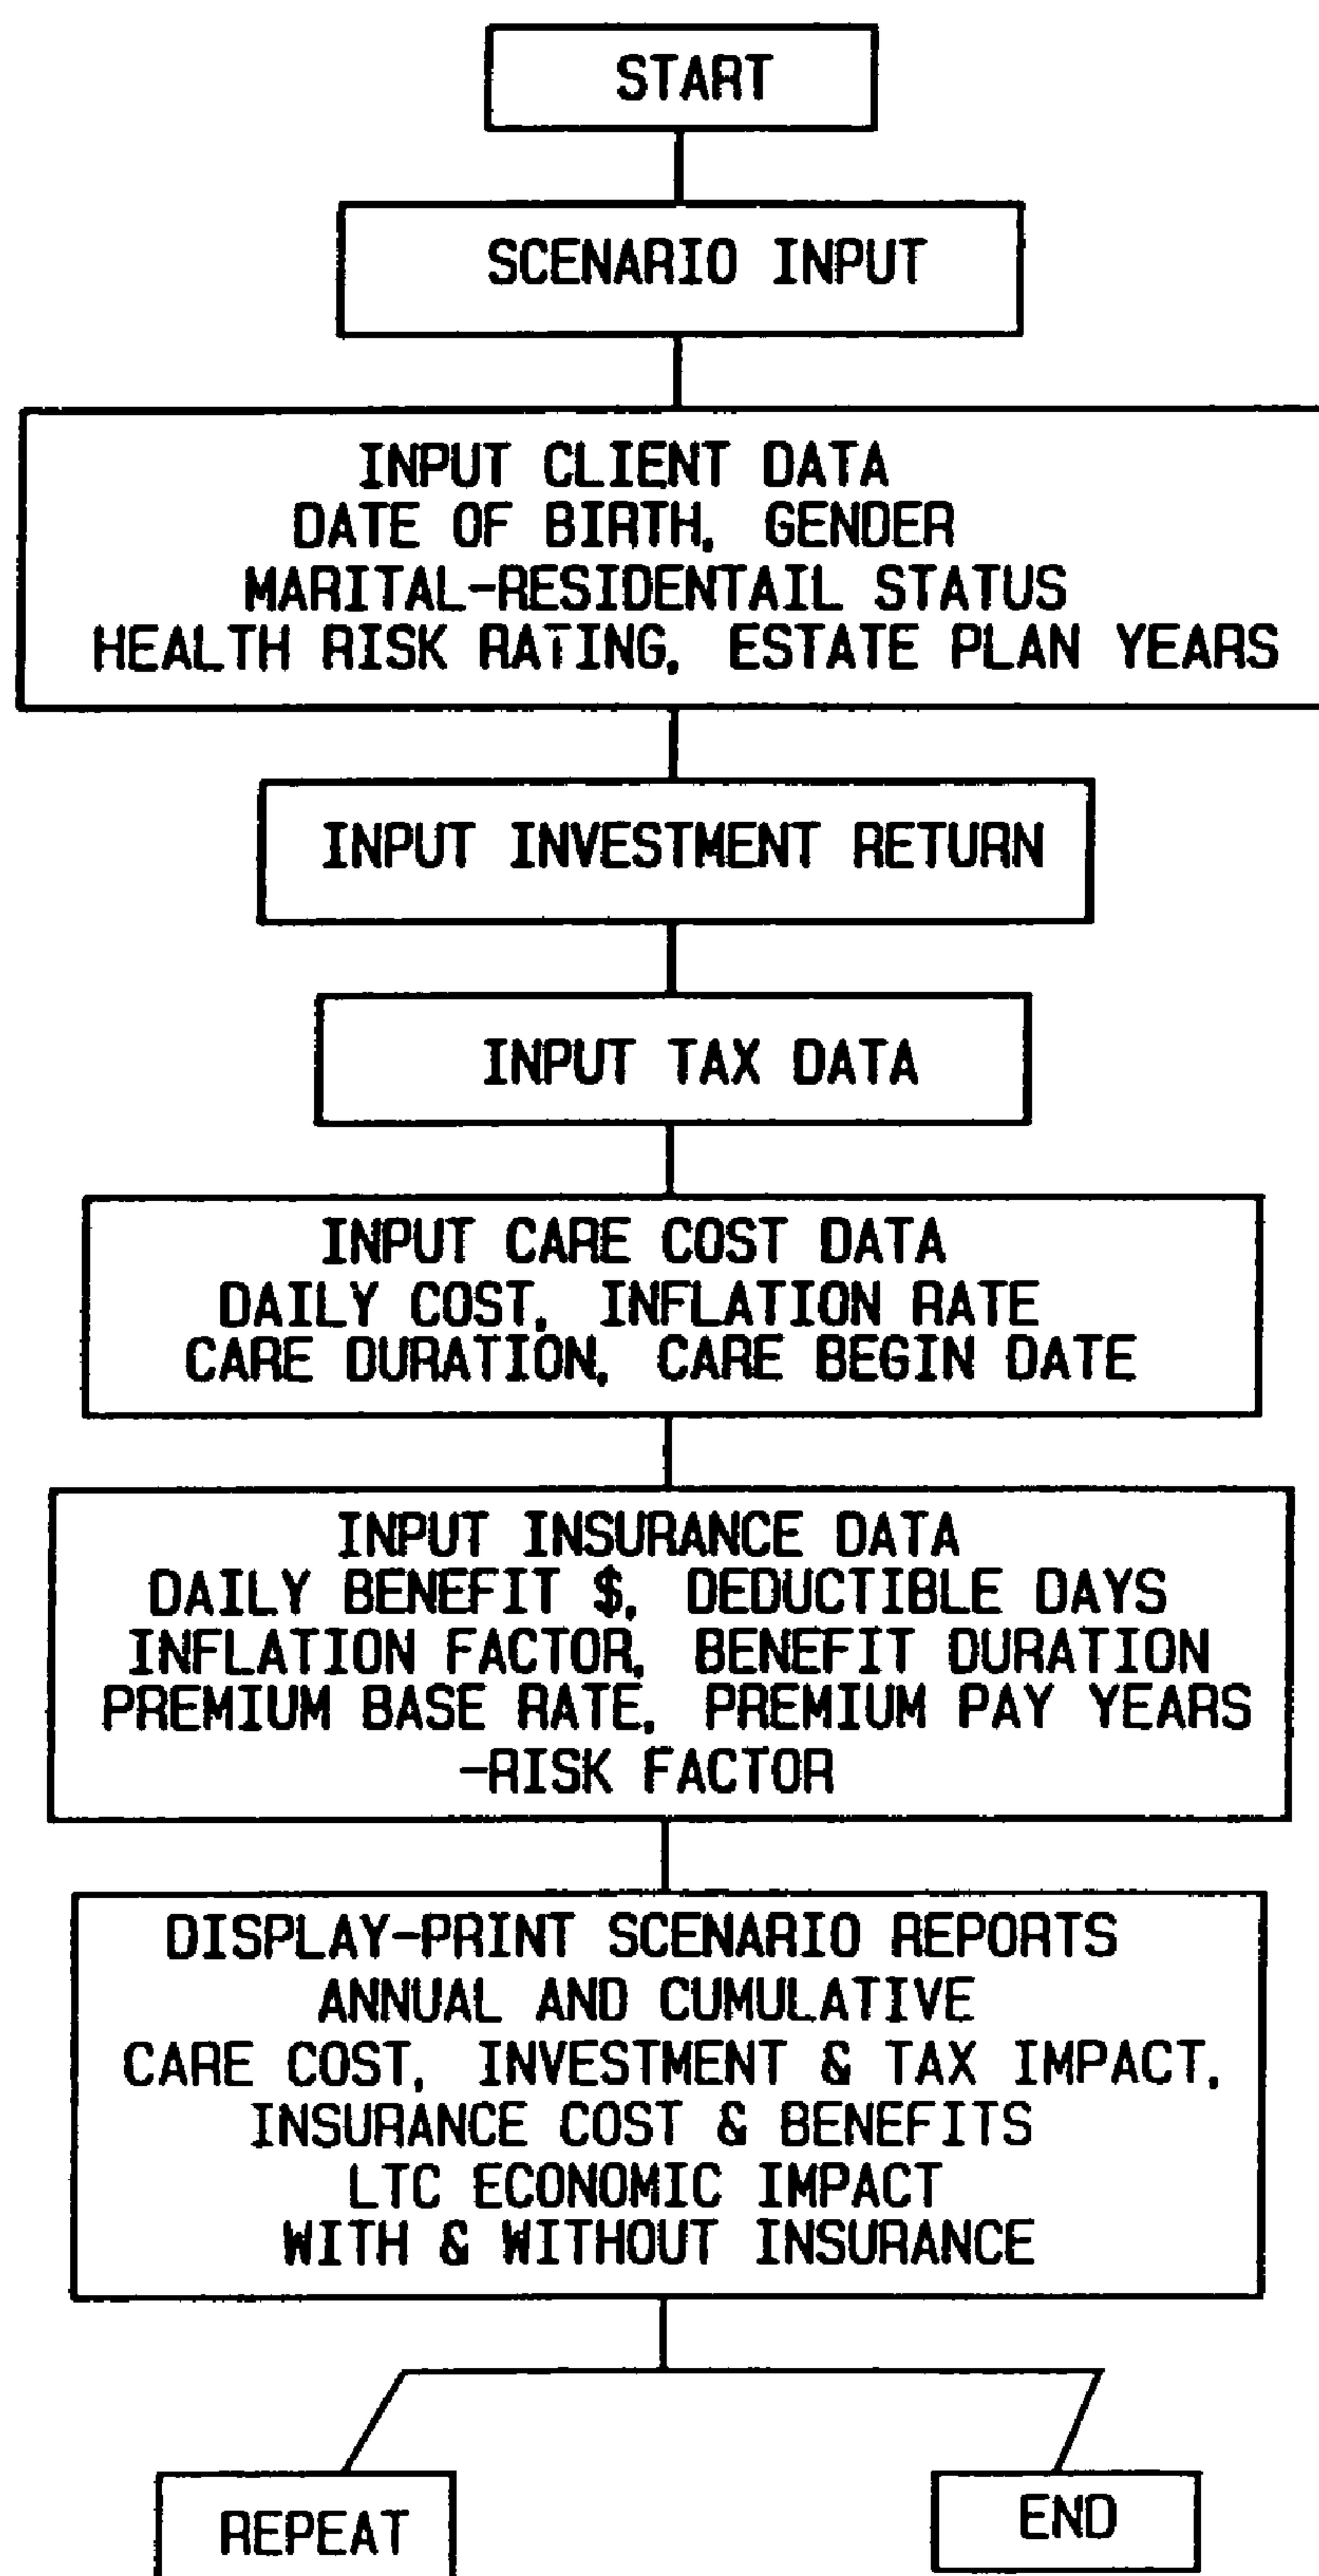 START
SCENARIO INPUT
INPUT CLIENT DATA
DATE OF BIRTH, GENDER
MARITAL-RESIDENTAIL STATUS
HEALTH RISK RATING, ESTATE PLAN YEARS
INPUT INVESTMENT RETURN
INPUT TAX DATA
INPUT CARE COST DATA
DAILY COST, INFLATION RATE
CARE DURATION, CARE BEGIN DATE
INPUT INSURANCE DATA
DAILY BENEFIT $, DEDUCTIBLE DAYS
INFLATION FACTOR, BENEFIT DURATION
PREMIUM BASE RATE, PREMIUM PAY YEARS
-RISK FACTOR
DISPLAY-PRINT SCENARIO REPORTS
ANNUAL AND CUMULATIVE
CARE COST, INVESTMENT & TAX IMPACT,
INSURANCE COST & BENEFITS
LTC ECONOMIC IMPACT
WITH & WITHOUT INSURANCE
REPEAT
END